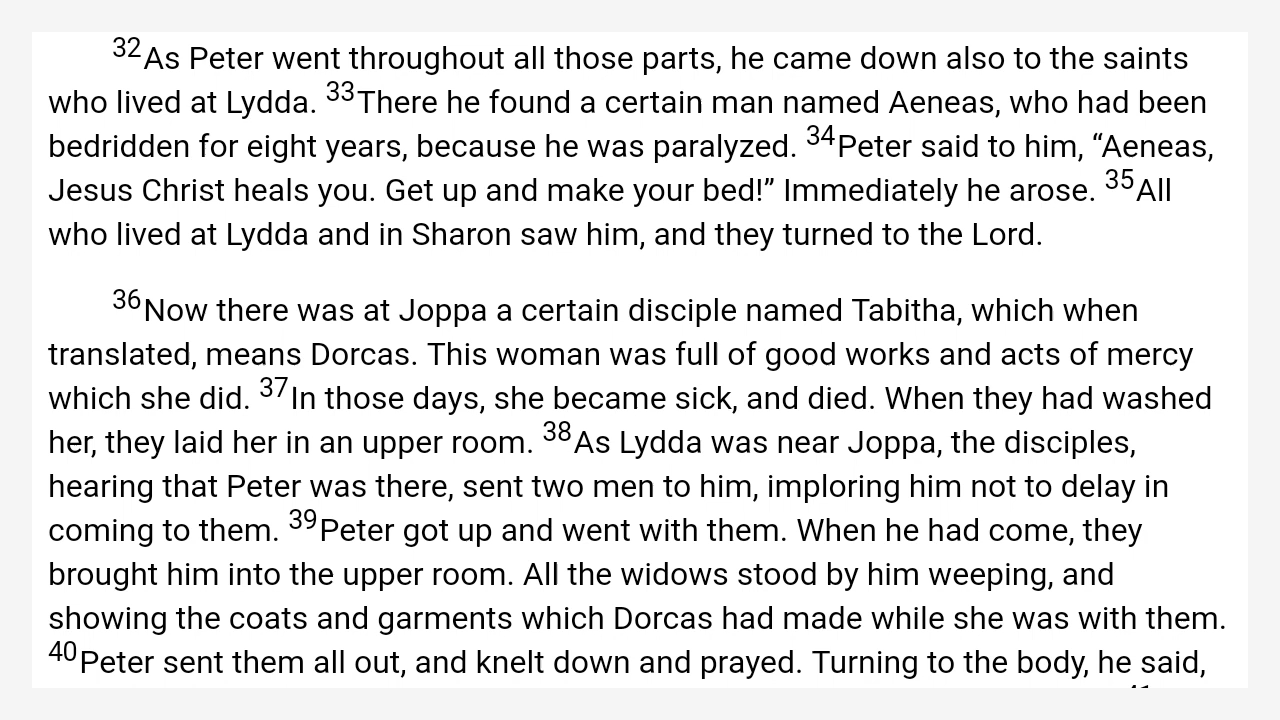 32As Peter went throughout all those parts, he came down also to the saints
who lived at Lydda. 33There he found a certain man named Aeneas, who had been
bedridden for eight years, because he was paralyzed. 34Peter said to him, “Aeneas,
Jesus Christ heals you. Get up and make your bed!” Immediately he arose. 35All
who lived at Lydda and in Sharon saw him, and they turned to the Lord.
36Now there was at Joppa a certain disciple named Tabitha, which when
translated, means Dorcas. This woman was full of good works and acts of mercy
which she did. 37In those days, she became sick, and died. When they had washed
her, they laid her in an upper room. 38As Lydda was near Joppa, the disciples,
hearing that Peter was there, sent two men to him, imploring him not to delay in
coming to them. 39Peter got up and went with them. When he had come, they
brought him into the upper room. All the widows stood by him weeping, and
showing the coats and garments which Dorcas had made while she was with them.
40Peter sent them all out, and knelt down and prayed. Turning to the body, he said,